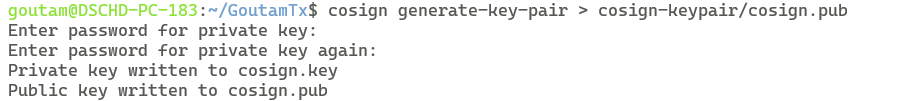 goutam@DSCHD-PC-183:~/GoutamTx$ cosign generate-key-pair > cosign-keypair/cosign.pub
Enter password for private key:
Enter password for private key again:
Private key written to cosign.key
Public key written to cosign.pub